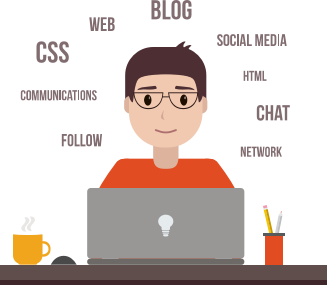 BLOG
WEB
SOCIAL MEDIA
CSS
HTML
COMMUNICATIONS
CHAT
FOLLOW
NETWORK